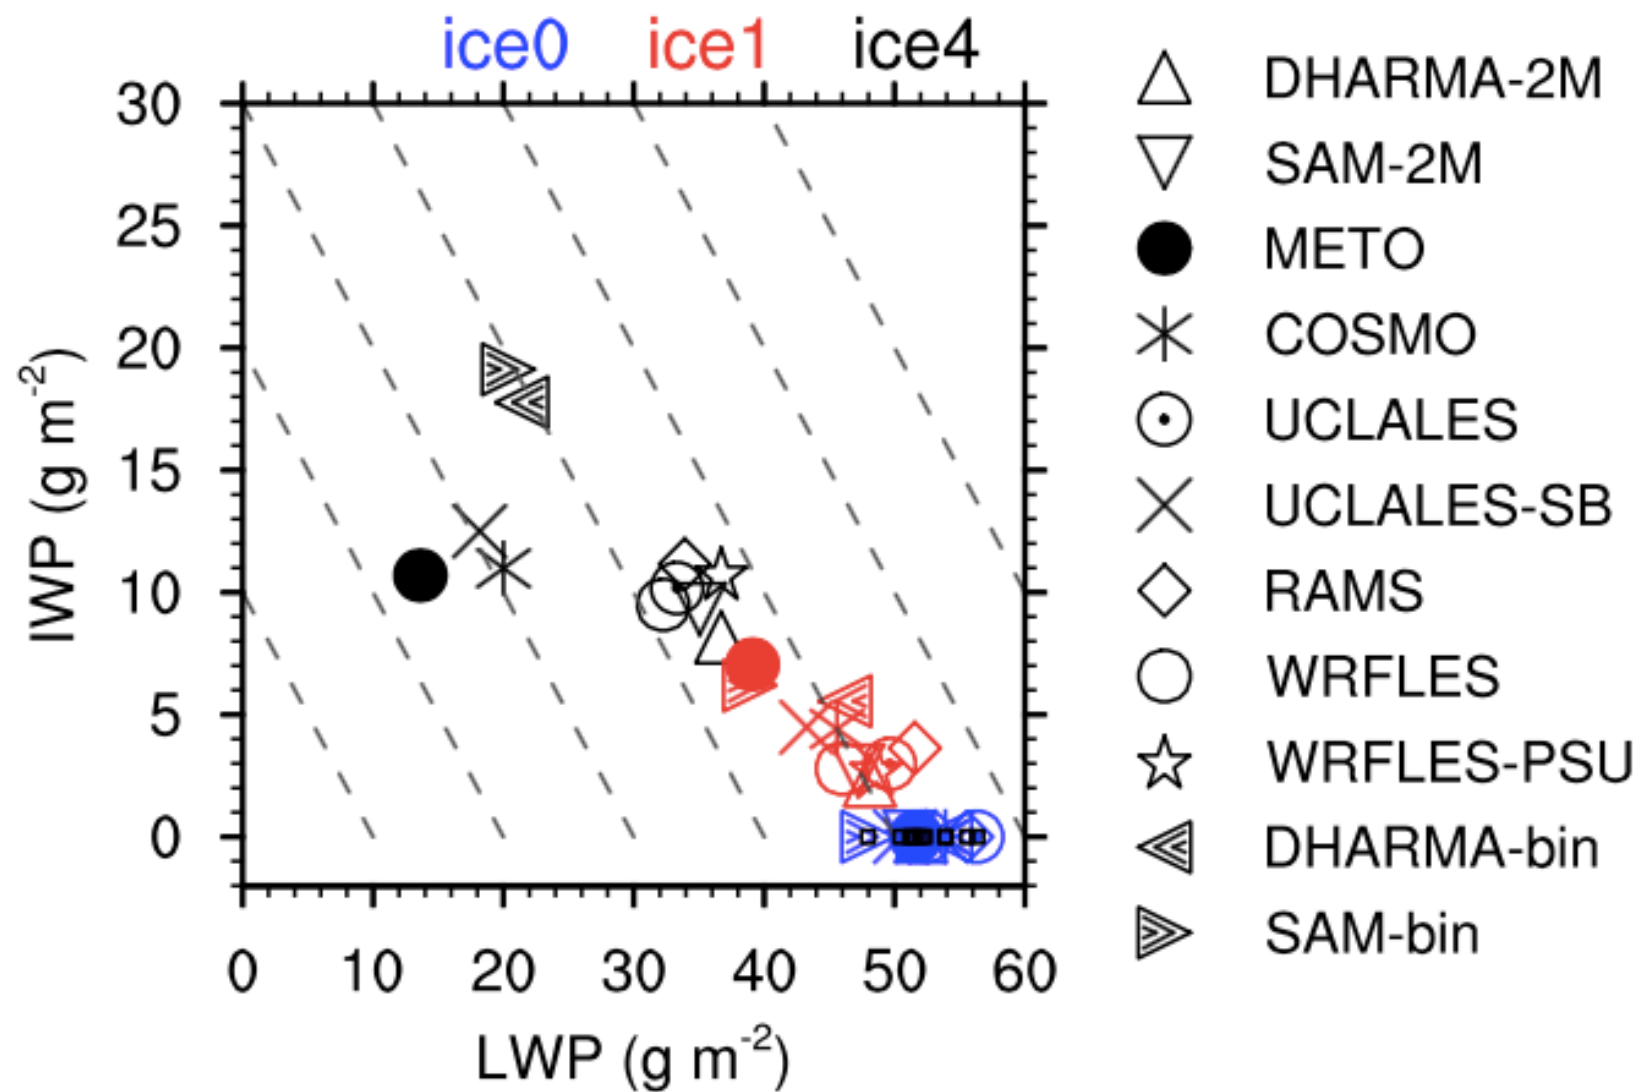 ice0 ice1 ice4
30
25
20
15
10
5
0
IWP (g m-2)
0 10 20 30 40 50 60
LWP (g m-2)
DHARMA-2M
SAM-2M
METO
COSMO
UCLALES
UCLALES-SB
RAMS
WRFLES
WRFLES-PSU
DHARMA-bin
SAM-bin